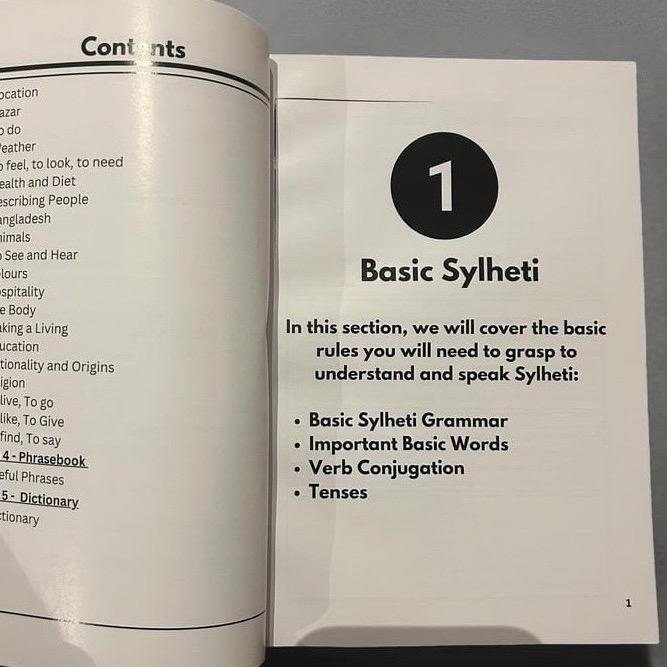 Contents
ocation
azar
o do
eather
o feel, to look, to need
ealth and Diet
escribing People
angladesh
nimals
o See and Hear
lours
spitality
e Body
king a Living
ucation
tionality and Origins
igion
live, To go
like, To Give
find, To say
4 - Phrasebook
eful Phrases
5 - Dictionary
ctionary
1
Basic Sylheti
In this section, we will cover the basic
rules you will need to grasp to
understand and speak Sylheti:
• Basic Sylheti Grammar
• Important Basic Words
• Verb Conjugation
• Tenses
1